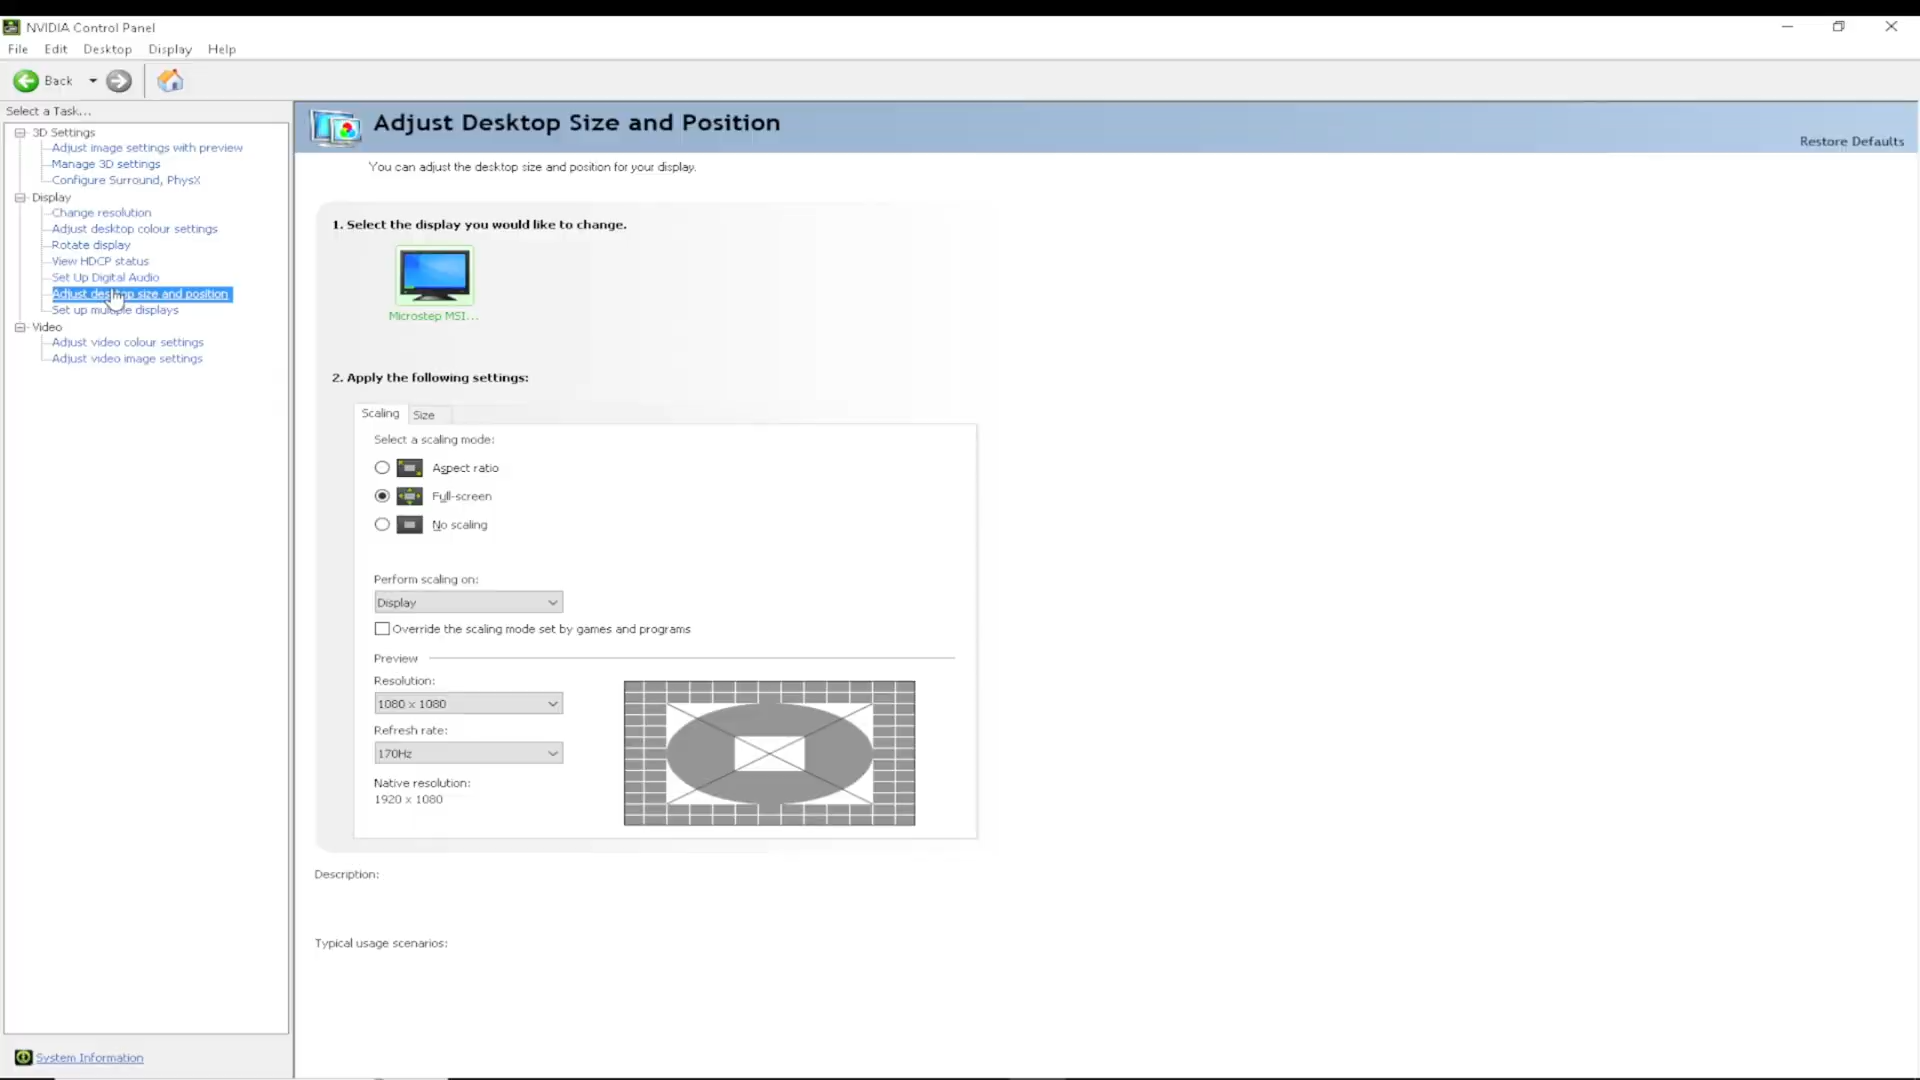 NVIDIA Control Panel
File Edit Desktop Display Help
Back
Select a Task...
3D Settings
Adjust image settings with preview
Manage 3D settings
Configure Surround, PhysX
Display
Change resolution
Adjust desktop colour settings
Rotate display
View HDCP status
Set Up Digital Audio
Adjust desktop size and position
Set up multiple displays
Video
Adjust video colour settings
Adjust video image settings
System Information
Adjust Desktop Size and Position
Restore Defaults
You can adjust the desktop size and position for your display.
1. Select the display you would like to change.
Microstep MSI...
2. Apply the following settings:
Scaling Size
Select a scaling mode:
Aspect ratio
Full-screen
No scaling
Perform scaling on:
Display
Override the scaling mode set by games and programs
Preview
Resolution:
1080 x 1080
Refresh rate:
170Hz
Native resolution:
1920 x 1080
Description:
Typical usage scenarios: